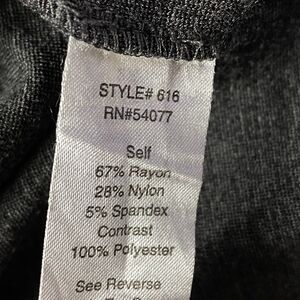 STYLE# 616
RN#54077
Self
67% Rayon
28% Nylon
5% Spandex
Contrast
100% Polyester
See Reverse